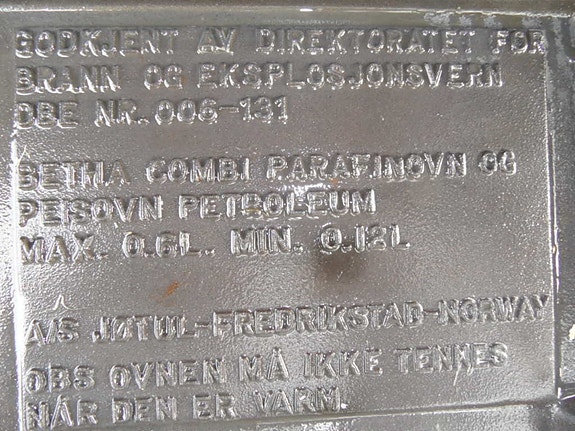 GODKJENT AV DIREKTORATET FOR
BRANN OG EKSPLOSJONSVERN
DBE NR. 006-131
BETHA COMBI PARAFINOVN OG
PEISOVN PETROLEUM
MAX. 0.6L. MIN. 0.12L
A/S JØTUL-FREDRIKSTAD-NORWAY
OBS OVNEN MÅ IKKE TENNES
NÅR DEN ER VARM.